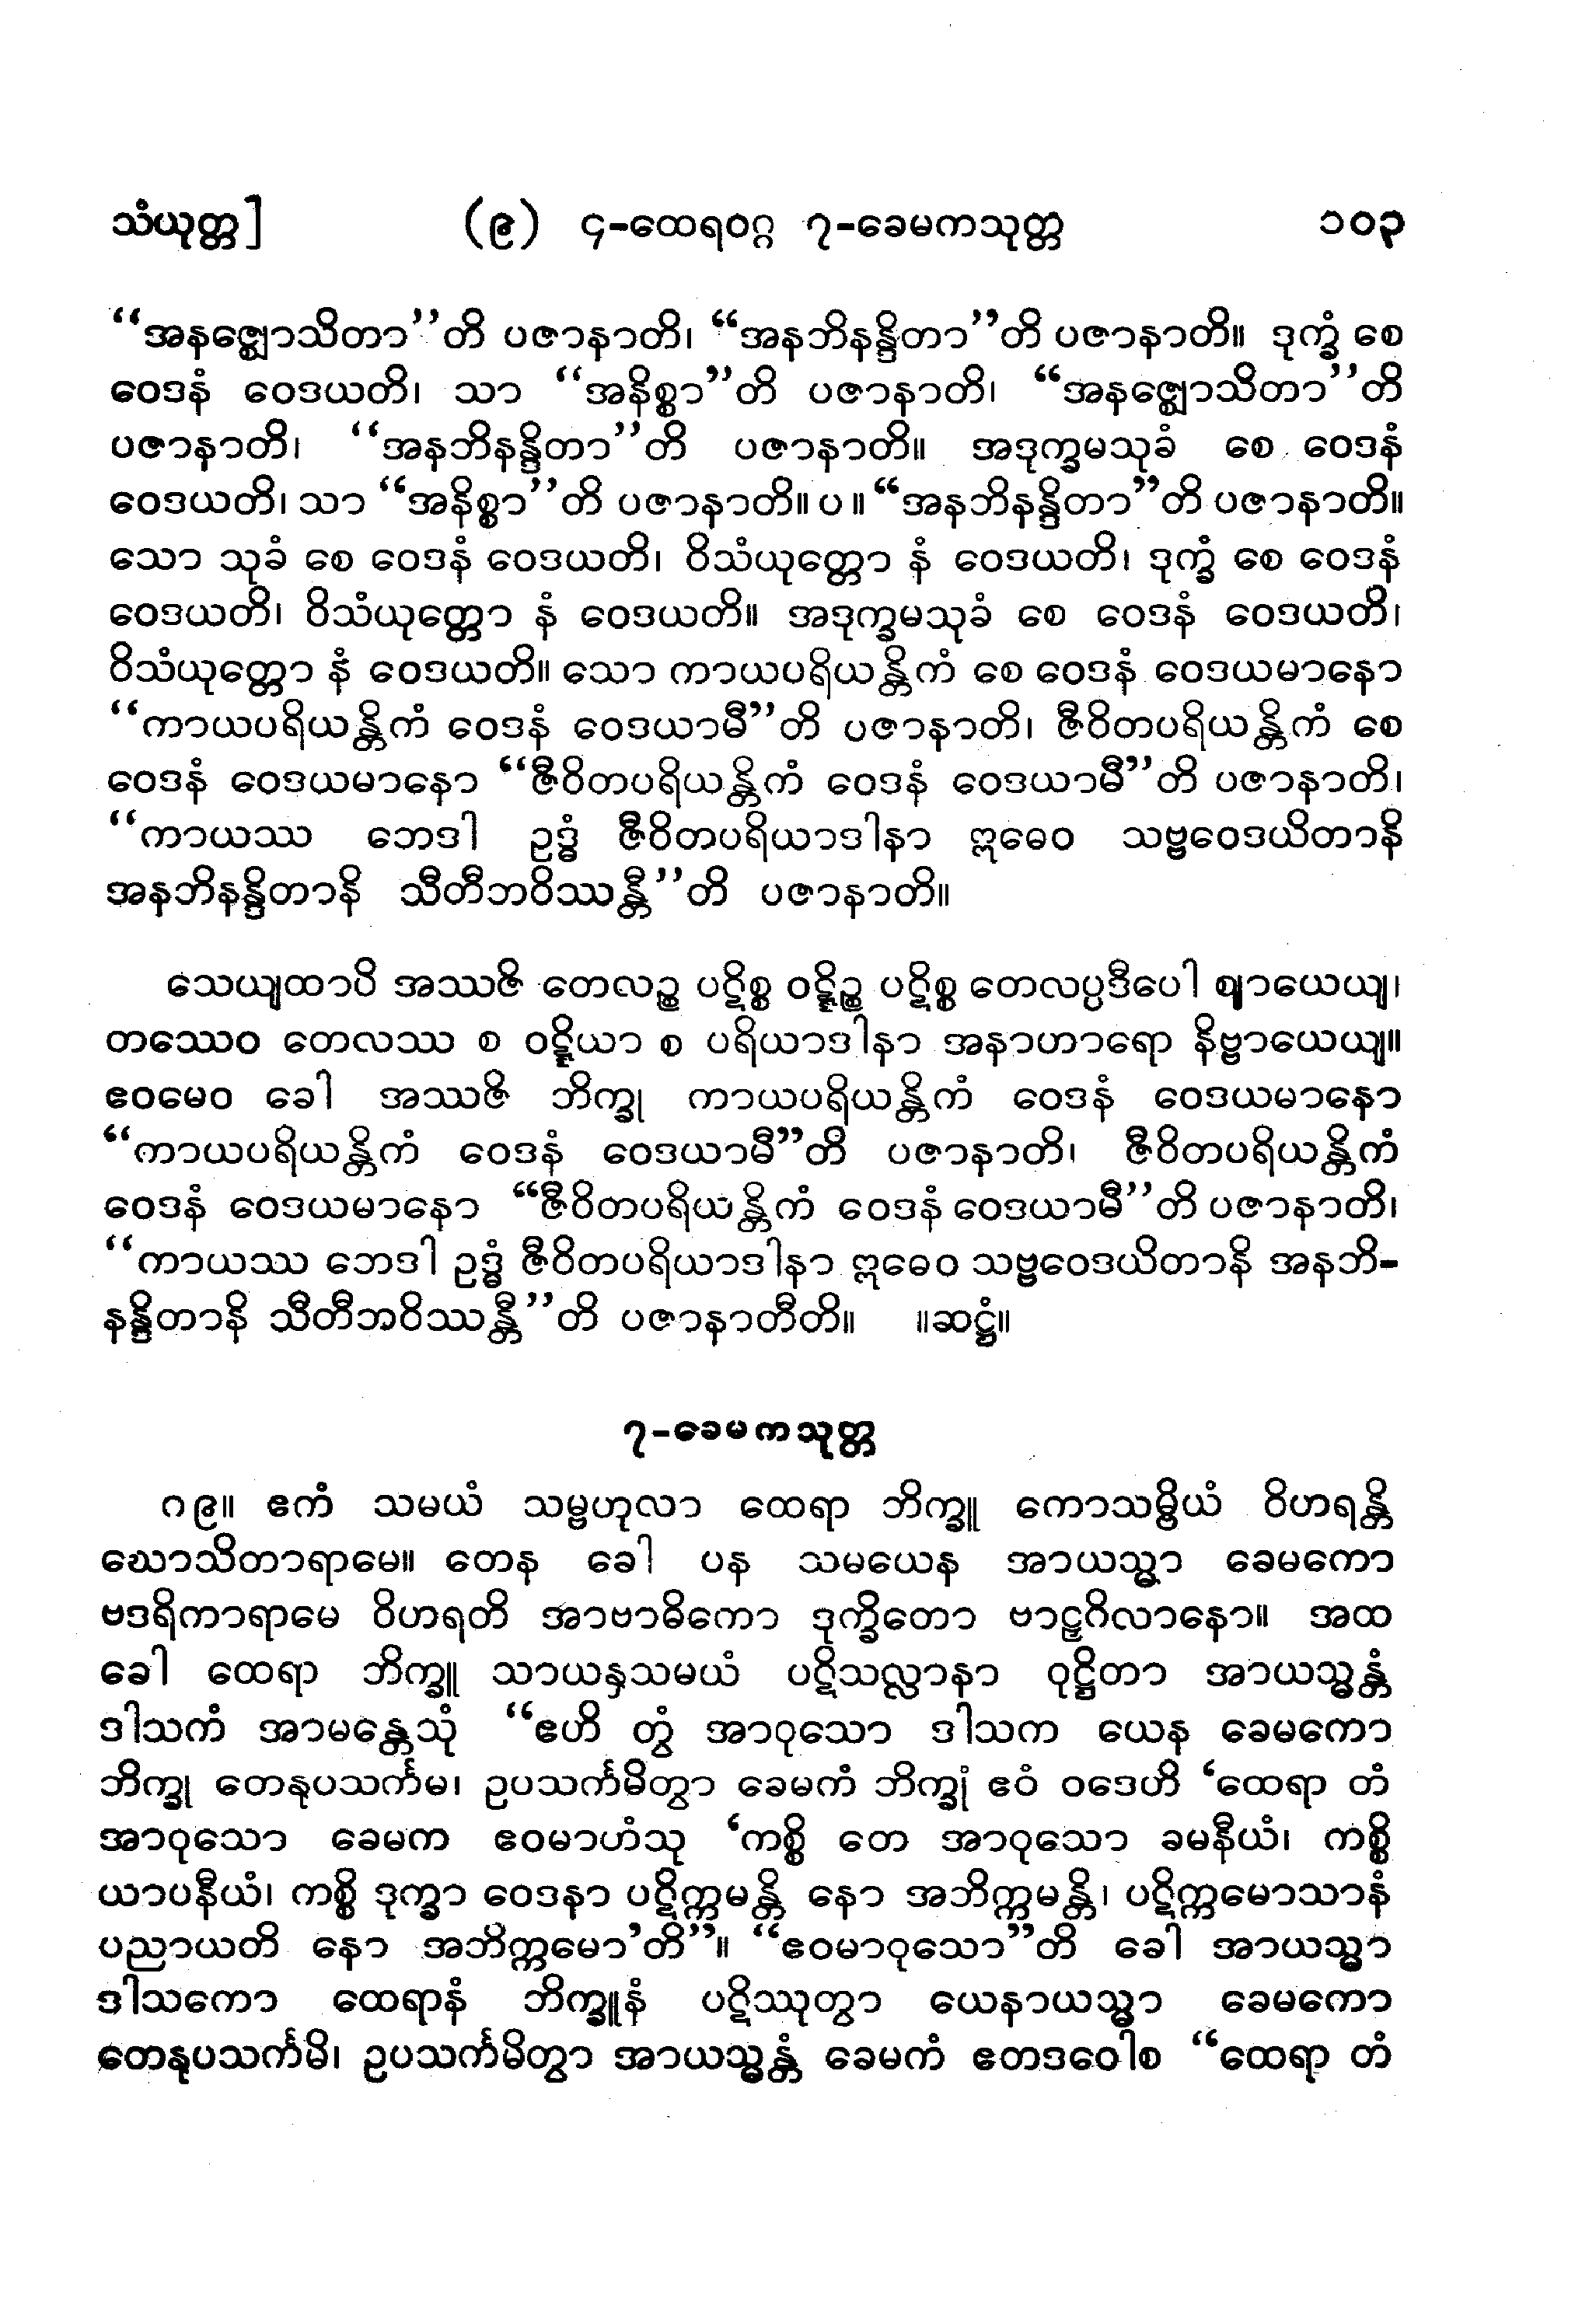 သံယုတ္တ] (၉) ၄-ထေရဝဂ္ဂ ၇-ခေမကသုတ္တ ၁၀၃
“အနဇ္ဈောသိတာ”တိ ပဇာနာတိ၊ “အနဘိနန္ဒိတာ”တိ ပဇာနာတိ။ ဒုက္ခံ စေ
ဝေဒနံ ဝေဒယတိ၊ သာ “အနိစ္စာ”တိ ပဇာနာတိ၊ “အနဇ္ဈောသိတာ”တိ
ပဇာနာတိ၊ “အနဘိနန္ဒိတာ”တိ ပဇာနာတိ။ အဒုက္ခမသုခံ စေ ဝေဒနံ
ဝေဒယတိ၊ သာ “အနိစ္စာ”တိ ပဇာနာတိ။ ပ။ “အနဘိနန္ဒိတာ”တိ ပဇာနာတိ။
သော သုခံ စေ ဝေဒနံ ဝေဒယတိ၊ ဝိသံယုတ္တော နံ ဝေဒယတိ၊ ဒုက္ခံ စေ ဝေဒနံ
ဝေဒယတိ၊ ဝိသံယုတ္တော နံ ဝေဒယတိ။ အဒုက္ခမသုခံ စေ ဝေဒနံ ဝေဒယတိ၊
ဝိသံယုတ္တော နံ ဝေဒယတိ။ သော ကာယပရိယန္တိကံ စေ ဝေဒနံ ဝေဒယမာနော
“ကာယပရိယန္တိကံ ဝေဒနံ ဝေဒယာမီ”တိ ပဇာနာတိ၊ ဇီဝိတပရိယန္တိကံ စေ
ဝေဒနံ ဝေဒယမာနော “ဇီဝိတပရိယန္တိကံ ဝေဒနံ ဝေဒယာမီ”တိ ပဇာနာတိ၊
“ကာယဿ ဘေဒါ ဥဒ္ဓံ ဇီဝိတပရိယာဒါနာ ဣဓေဝ သဗ္ဗဝေဒယိတာနိ
အနဘိနန္ဒိတာနိ သီတီဘဝိဿန္တီ”တိ ပဇာနာတိ။
သေယျထာပိ အဿဇိ တေလဉ္စ ပဋိစ္စ ဝဋ္ဋိဉ္စ ပဋိစ္စ တေလပ္ပဒီပေါ ဈာယေယျ၊
တဿေဝ တေလဿ စ ဝဋ္ဋိယာ စ ပရိယာဒါနာ အနာဟာရော နိဗ္ဗာယေယျ။
ဧဝမေဝ ခေါ အဿဇိ ဘိက္ခု ကာယပရိယန္တိကံ ဝေဒနံ ဝေဒယမာနော
“ကာယပရိယန္တိကံ ဝေဒနံ ဝေဒယာမီ”တိ ပဇာနာတိ၊ ဇီဝိတပရိယန္တိကံ
ဝေဒနံ ဝေဒယမာနော “ဇီဝိတပရိယန္တိကံ ဝေဒနံ ဝေဒယာမီ”တိ ပဇာနာတိ၊
“ကာယဿ ဘေဒါ ဥဒ္ဓံ ဇီဝိတပရိယာဒါနာ ဣဓေဝ သဗ္ဗဝေဒယိတာနိ အနဘိ-
နန္ဒိတာနိ သီတီဘဝိဿန္တီ”တိ ပဇာနာတီတိ။ ။ဆဋ္ဌံ။
၇-ခေမကသုတ္တ
၈၉။ ဧကံ သမယံ သမ္ဗဟုလာ ထေရာ ဘိက္ခူ ကောသမ္ဗိယံ ဝိဟရန္တိ
ဃောသိတာရာမေ။ တေန ခေါ ပန သမယေန အာယသ္မာ ခေမကော
ဗဒရိကာရာမေ ဝိဟရတိ အာဗာဓိကော ဒုက္ခိတော ဗာဠှဂိလာနော။ အထ
ခေါ ထေရာ ဘိက္ခူ သာယနှသမယံ ပဋိသလ္လာနာ ဝုဋ္ဌိတာ အာယသ္မန္တံ
ဒါသကံ အာမန္တေသုံ “ဧဟိ တွံ အာဝုသော ဒါသက ယေန ခေမကော
ဘိက္ခု တေနုပသင်္ကမ၊ ဥပသင်္ကမိတွာ ခေမကံ ဘိက္ခုံ ဧဝံ ဝဒေဟိ ‘ထေရာ တံ
အာဝုသော ခေမက ဧဝမာဟံသု ‘ကစ္စိ တေ အာဝုသော ခမနီယံ၊ ကစ္စိ
ယာပနီယံ၊ ကစ္စိ ဒုက္ခာ ဝေဒနာ ပဋိက္ကမန္တိ နော အဘိက္ကမန္တိ၊ ပဋိက္ကမောသာနံ
ပညာယတိ နော အဘိက္ကမော’တိ”။ “ဧဝမာဝုသော”တိ ခေါ အာယသ္မာ
ဒါသကော ထေရာနံ ဘိက္ခူနံ ပဋိဿုတွာ ယေနာယသ္မာ ခေမကော
တေနုပသင်္ကမိ၊ ဥပသင်္ကမိတွာ အာယသ္မန္တံ ခေမကံ ဧတဒဝေါစ “ထေရာ တံ